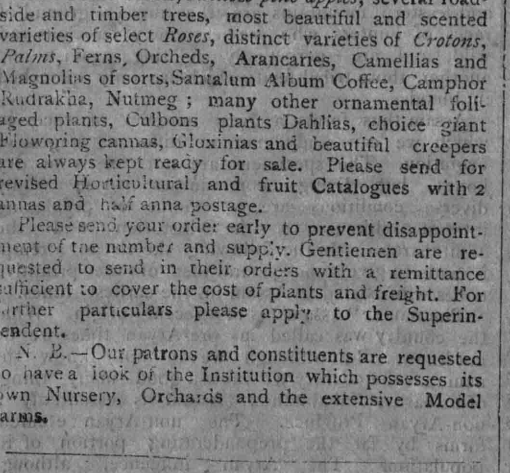 side and timber trees, most beautiful and scented
varieties of select Roses, distinct varieties of Crotons,
Palms, Ferns, Orcheds, Arancaries, Camellias and
Magnolias of sorts, Santalum Album Coffee, Camphor
Rudrakha, Nutmeg ; many other ornamental foli-
aged plants, Culbons plants Dahlias, choice giant
Flowering cannas, Gloxinias and beautiful creepers
are always kept ready for sale. Please send for
revised Horticultural and fruit Catalogues with 2
annas and half anna postage.
Please send your order early to prevent disappoint-
ment of the number and supply. Gentlemen are re-
quested to send in their orders with a remittance
sufficient to cover the cost of plants and freight. For
further particulars please apply to the Superin-
endent.
N. B.—Our patrons and constituents are requested
to have a look of the Institution which possesses its
own Nursery, Orchards and the extensive Model
arms.